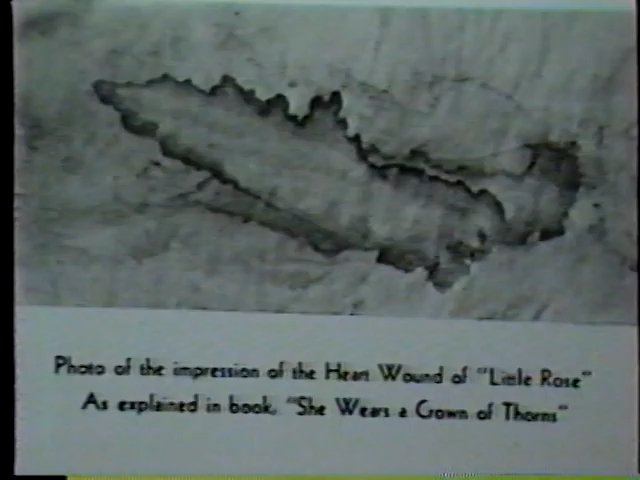 Photo of the impression of the Heart Wound of "Little Rose"
As explained in book, "She Wears a Crown of Thorns"